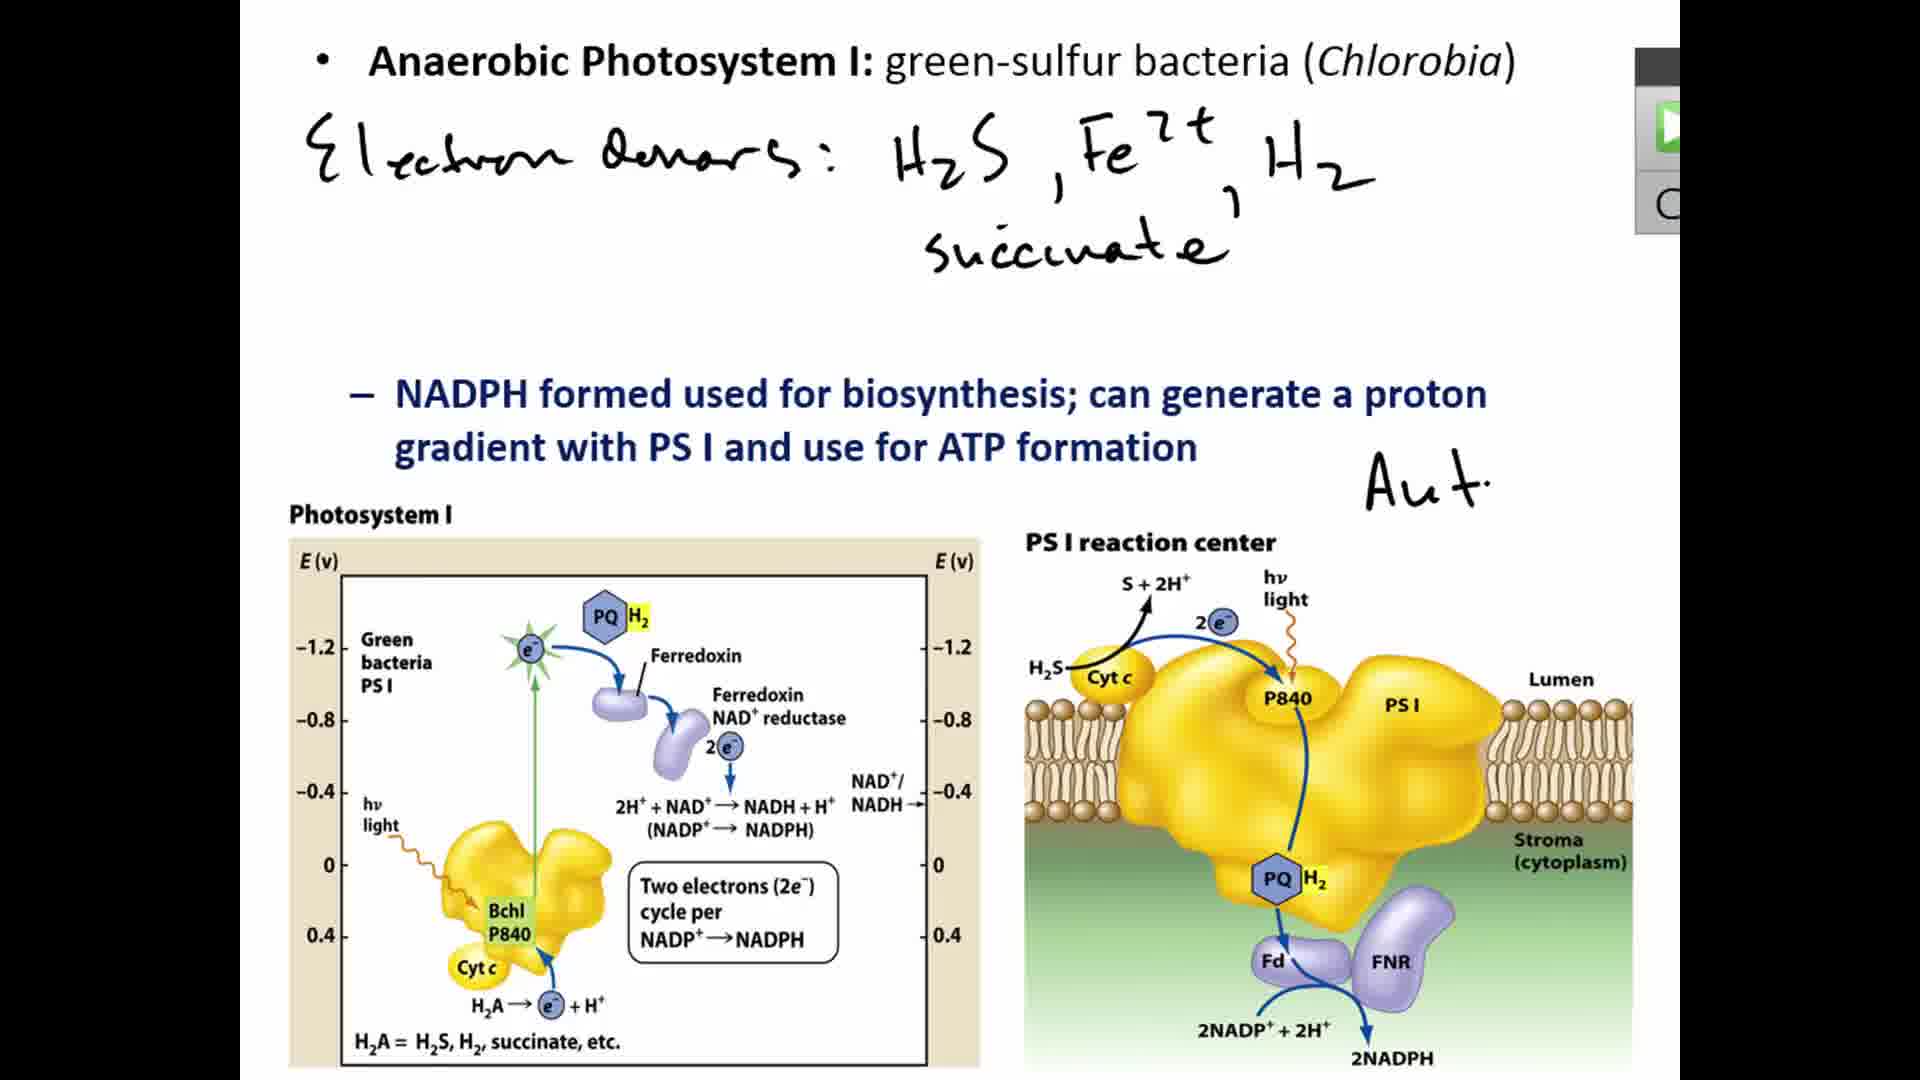 • Anaerobic Photosystem I: green-sulfur bacteria (Chlorobia)
Electron donors: H₂S, Fe²⁺, H₂
succinate
– NADPH formed used for biosynthesis; can generate a proton
gradient with PS I and use for ATP formation
Aut
Photosystem I
E (v)
E (v)
PQ H₂
–1.2
–1.2
Green
bacteria
PS I
e⁻
Ferredoxin
Ferredoxin
NAD⁺ reductase
–0.8
–0.8
2 e⁻
–0.4
–0.4
NAD⁺/
NADH
hν
light
2H⁺ + NAD⁺ → NADH + H⁺
(NADP⁺ → NADPH)
0
0
Two electrons (2e⁻)
cycle per
NADP⁺ → NADPH
Bchl
P840
0.4
0.4
Cyt c
H₂A → e⁻ + H⁺
H₂A = H₂S, H₂, succinate, etc.
PS I reaction center
S + 2H⁺
hν
light
2 e⁻
H₂S
Cyt c
P840
PS I
Lumen
Stroma
(cytoplasm)
PQ H₂
Fd
FNR
2NADP⁺ + 2H⁺
2NADPH